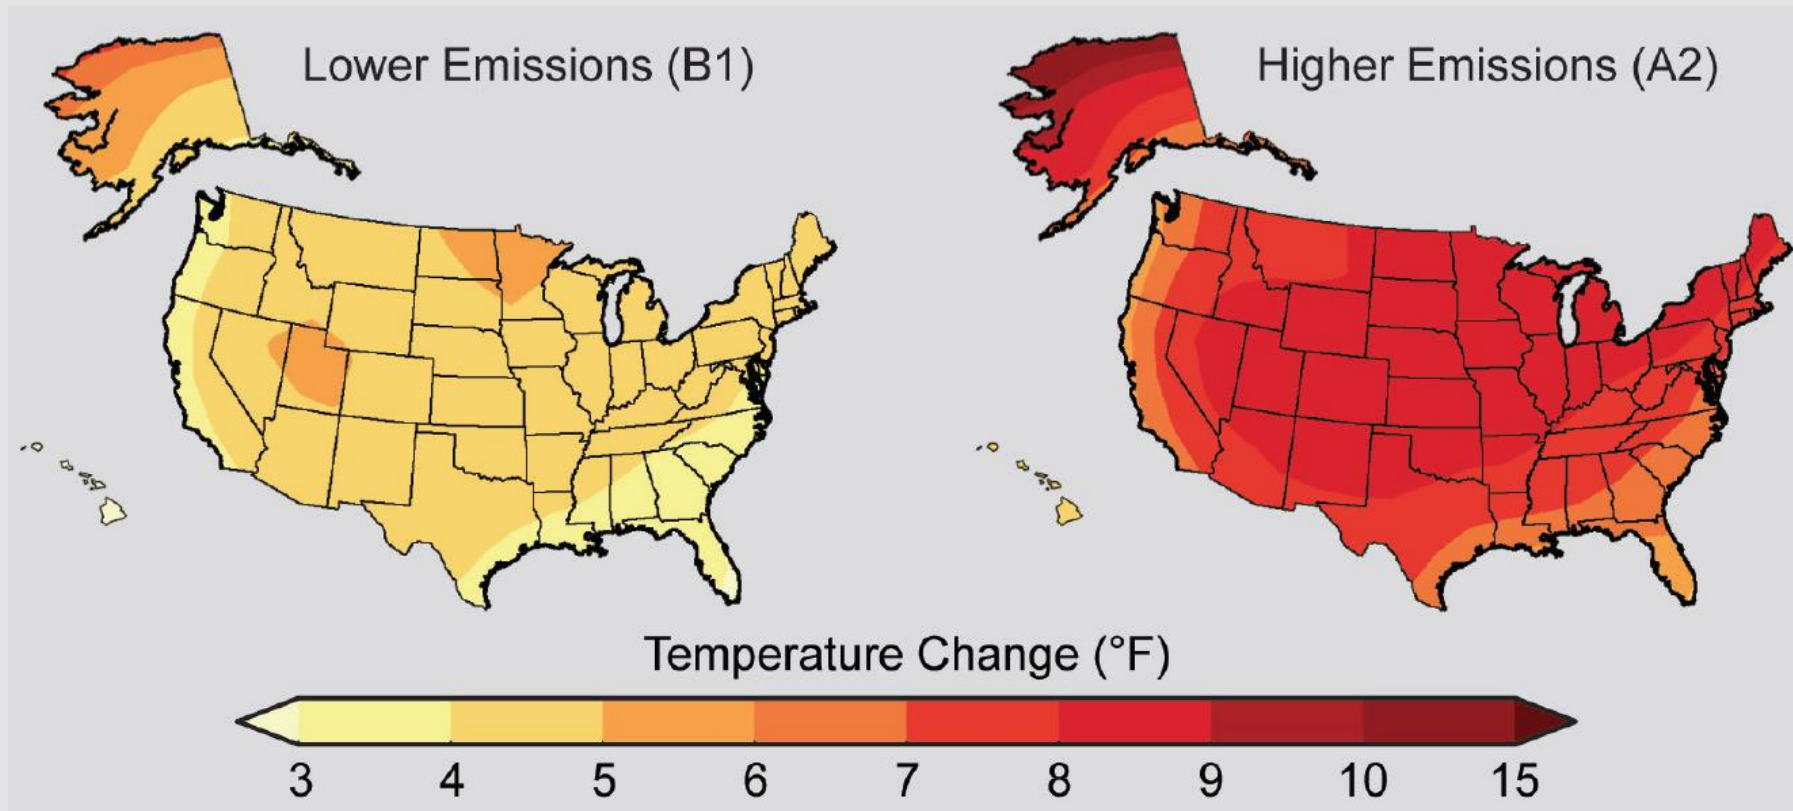 Lower Emissions (B1)
Higher Emissions (A2)
Temperature Change (°F)
3 4 5 6 7 8 9 10 15